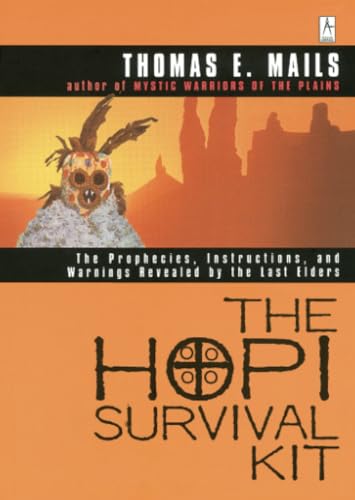 THOMAS E. MAILS
author of MYSTIC WARRIORS OF THE PLAINS
The Prophecies, Instructions, and
Warnings Revealed by the Last Elders
THE
HOPI
SURVIVAL
KIT